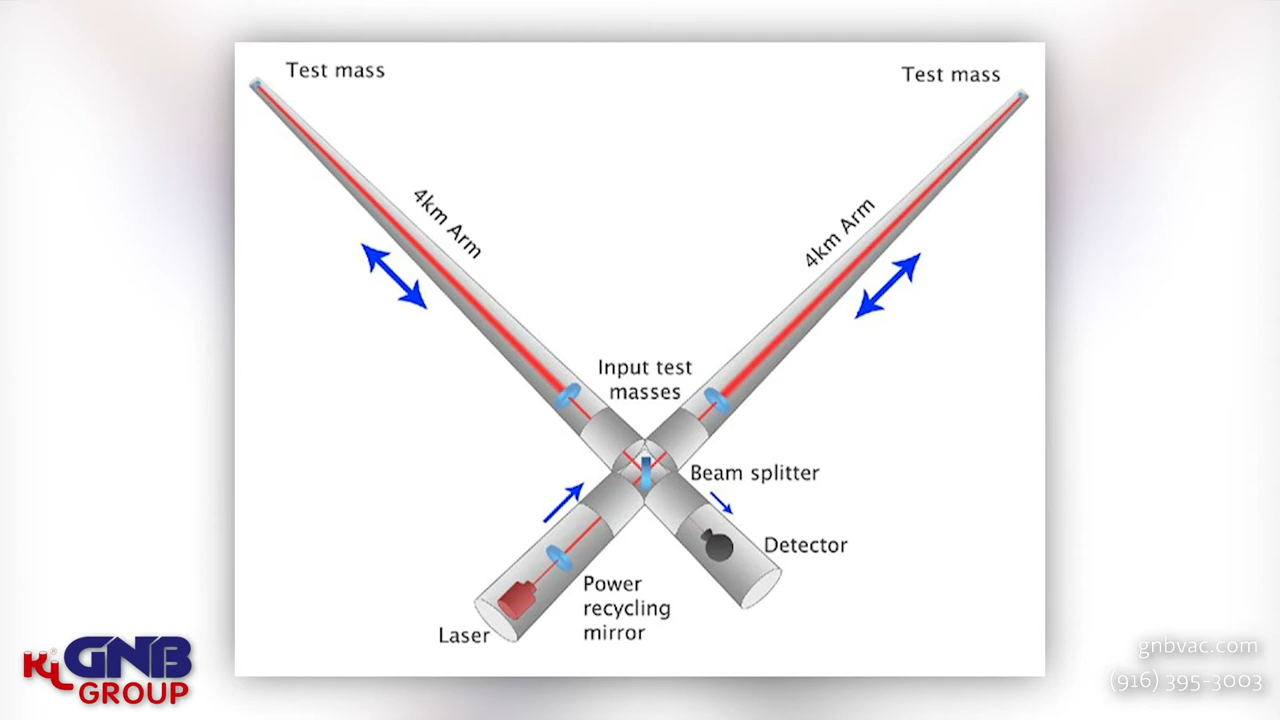 Test mass
Test mass
4km Arm
4km Arm
Input test
masses
Beam splitter
Detector
Power
recycling
mirror
Laser
KJL GNB
GROUP
gnbvac.com
(916) 395-3003